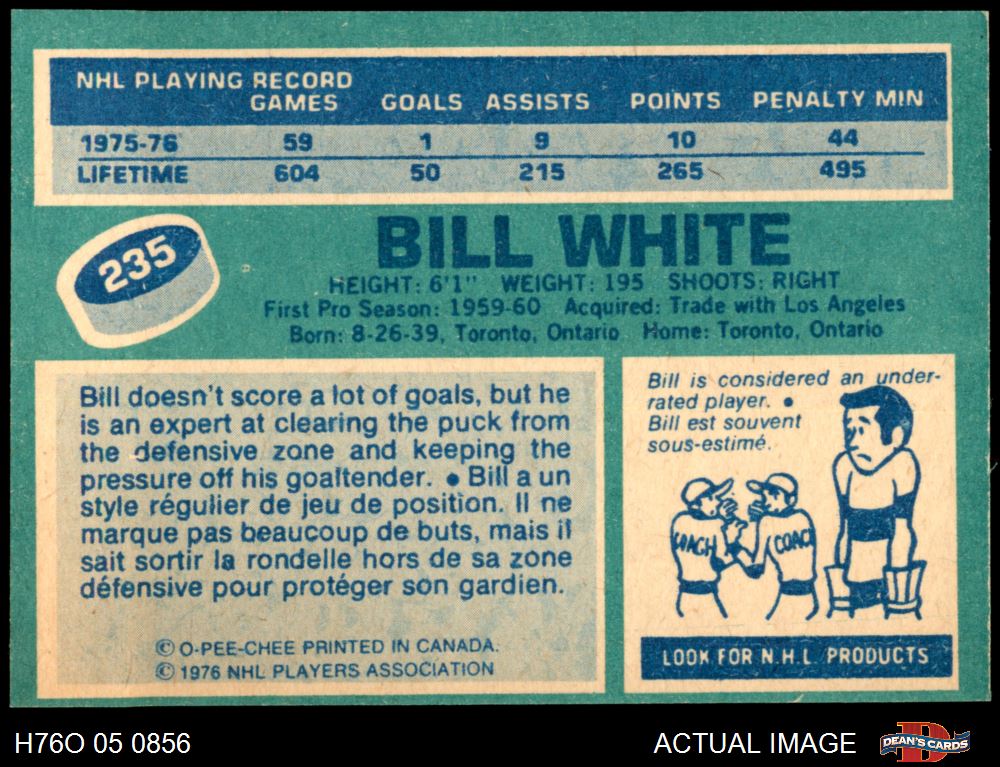 NHL PLAYING RECORD
GAMES GOALS ASSISTS POINTS PENALTY MIN
1975-76 59 1 9 10 44
LIFETIME 604 50 215 265 495
235
BILL WHITE
HEIGHT: 6'1" WEIGHT: 195 SHOOTS: RIGHT
First Pro Season: 1959-60 Acquired: Trade with Los Angeles
Born: 8-26-39, Toronto, Ontario Home: Toronto, Ontario
Bill doesn't score a lot of goals, but he
is an expert at clearing the puck from
the defensive zone and keeping the
pressure off his goaltender. • Bill a un
style régulier de jeu de position. Il ne
marque pas beaucoup de buts, mais il
sait sortir la rondelle hors de sa zone
défensive pour protéger son gardien.
© O-PEE-CHEE PRINTED IN CANADA.
© 1976 NHL PLAYERS ASSOCIATION
Bill is considered an under-
rated player. •
Bill est souvent
sous-estimé.
COACH COAC
LOOK FOR N.H.L. PRODUCTS
H76O 05 0856 ACTUAL IMAGE DEAN'S CARDS